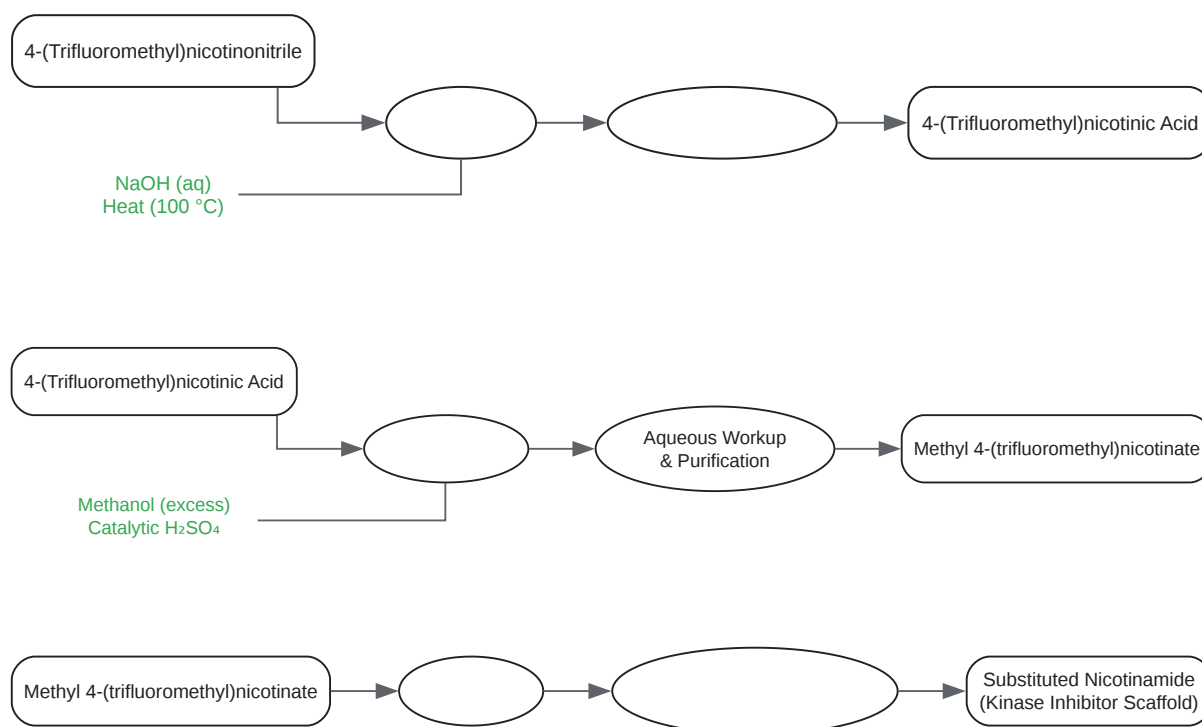 4-(Trifluoromethyl)nicotinonitrile
4-(Trifluoromethyl)nicotinic Acid
NaOH (aq)
Heat (100 °C)
4-(Trifluoromethyl)nicotinic Acid
Aqueous Workup
& Purification
Methyl 4-(trifluoromethyl)nicotinate
Methanol (excess)
Catalytic H₂SO₄
Methyl 4-(trifluoromethyl)nicotinate
Substituted Nicotinamide
(Kinase Inhibitor Scaffold)